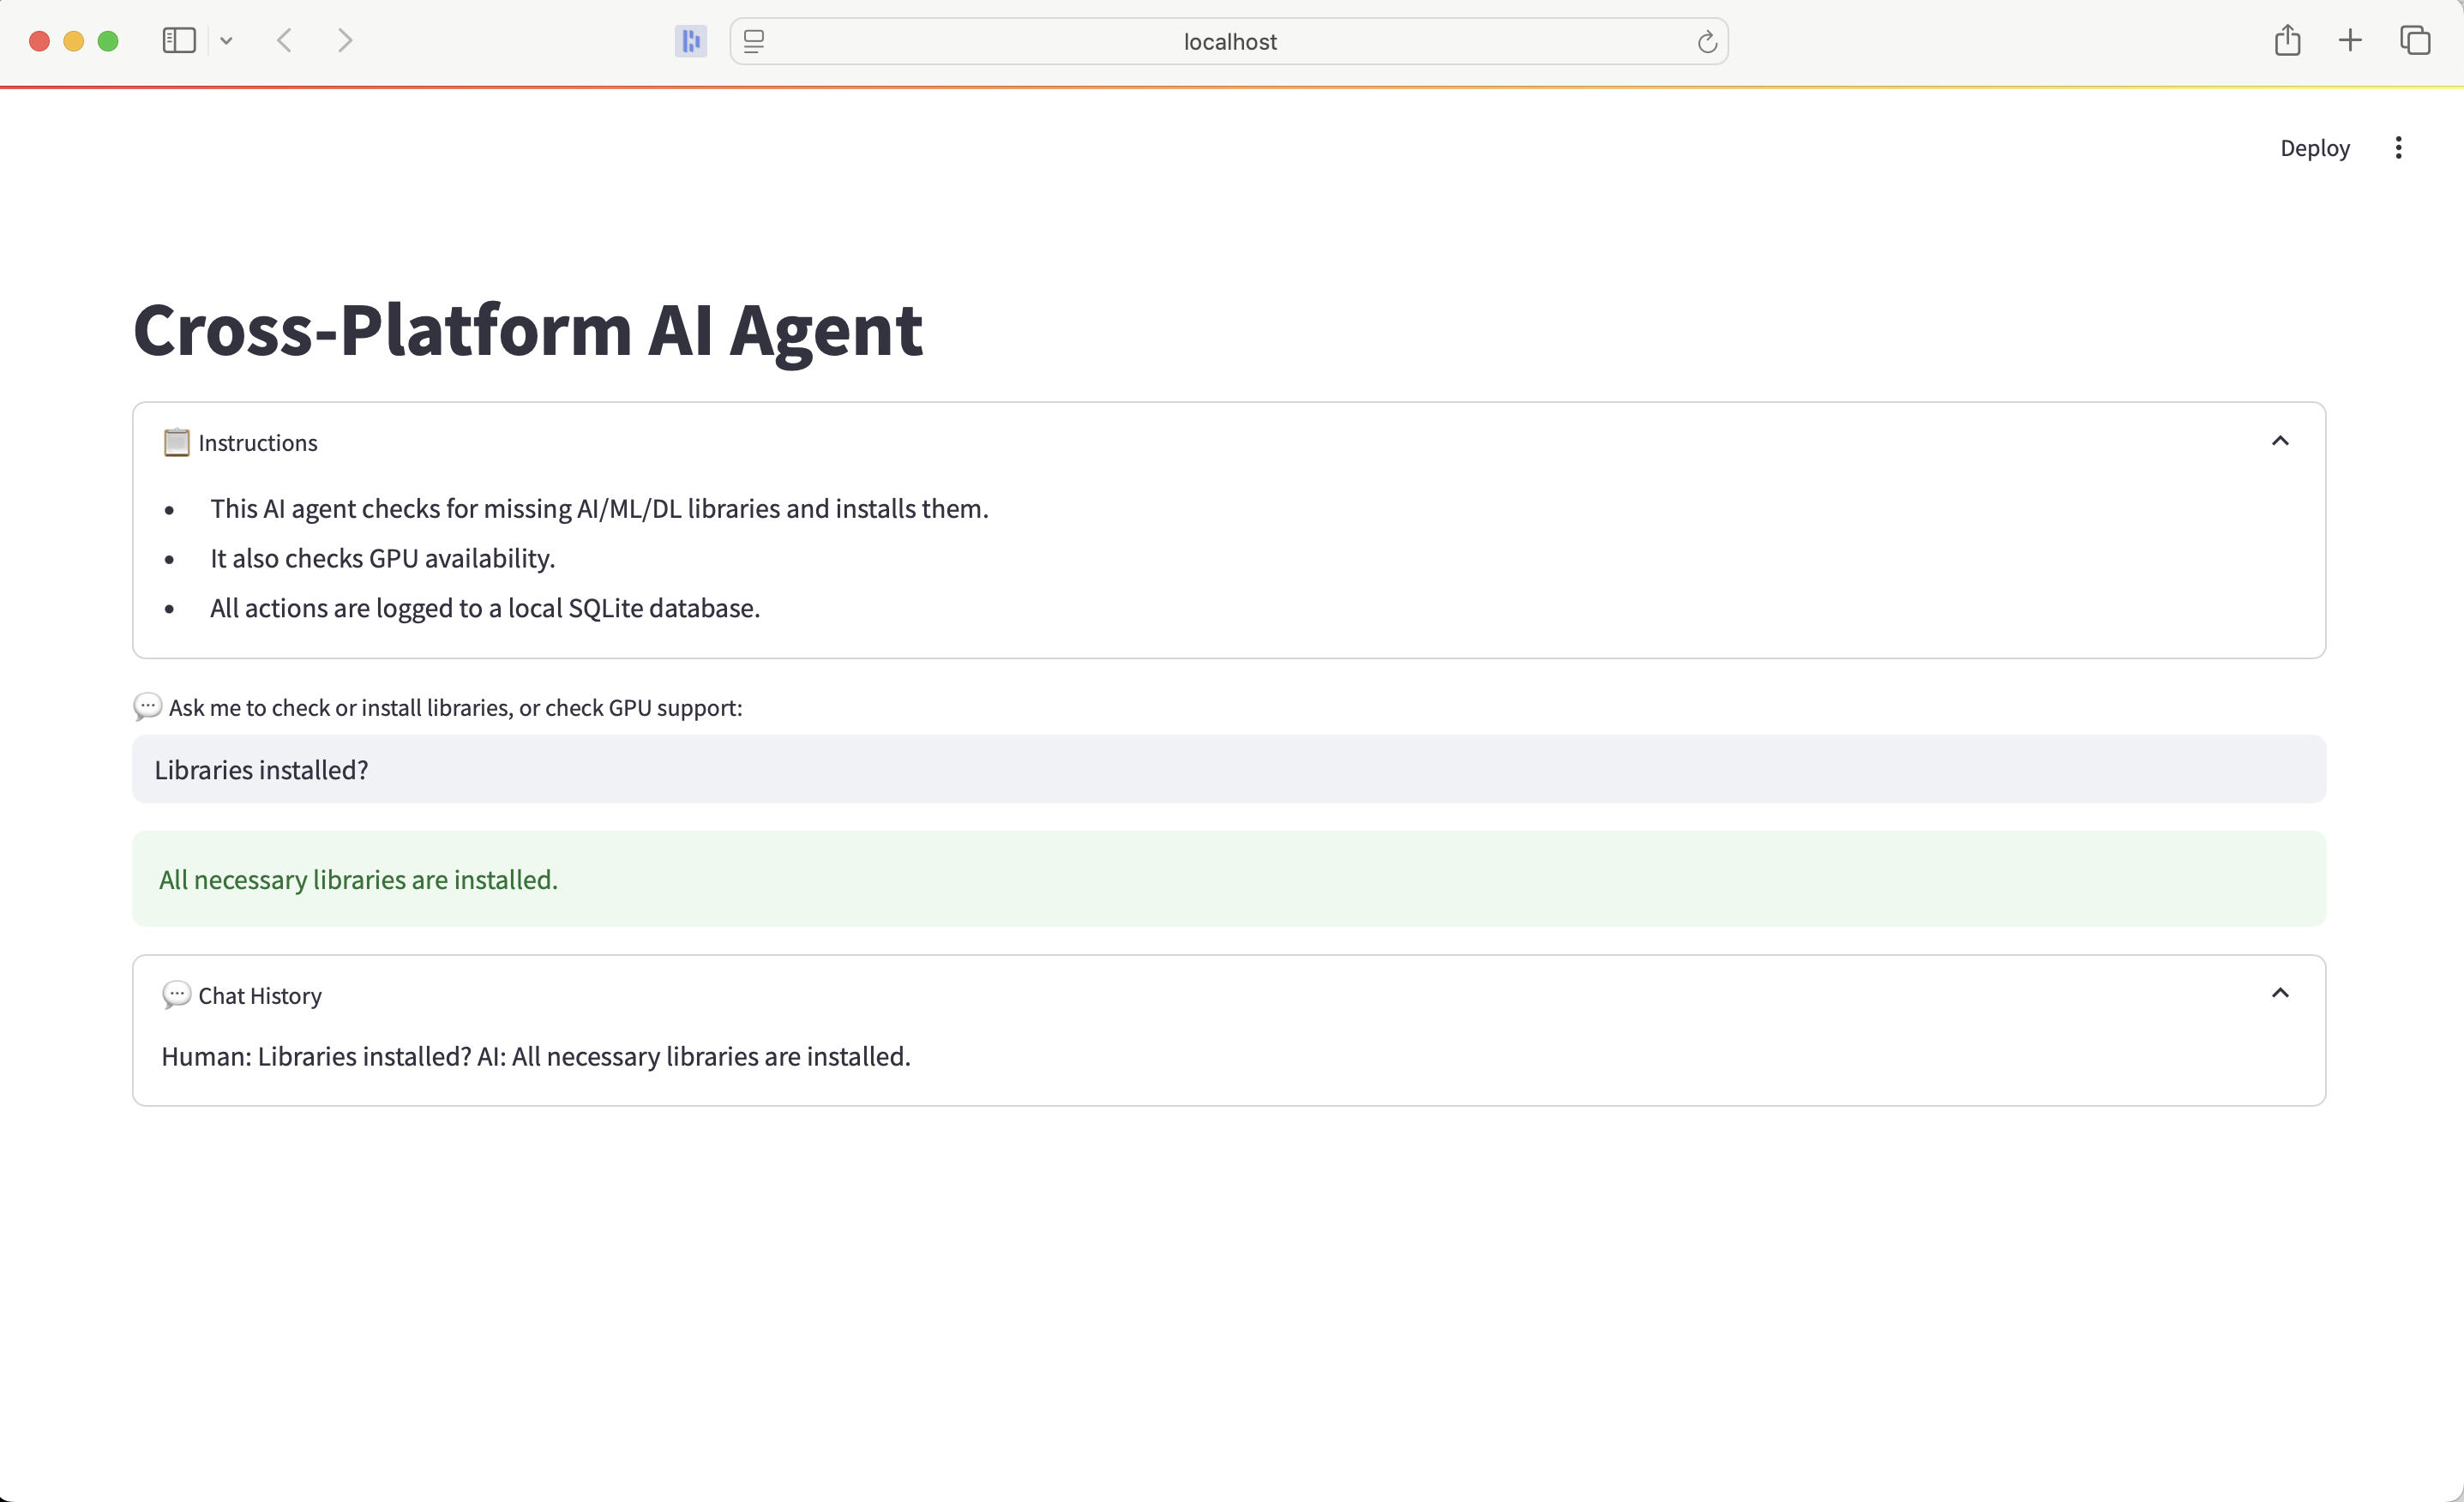 localhost
Deploy
Cross-Platform AI Agent
Instructions
• This AI agent checks for missing AI/ML/DL libraries and installs them.
• It also checks GPU availability.
• All actions are logged to a local SQLite database.
Ask me to check or install libraries, or check GPU support:
Libraries installed?
All necessary libraries are installed.
Chat History
Human: Libraries installed? AI: All necessary libraries are installed.